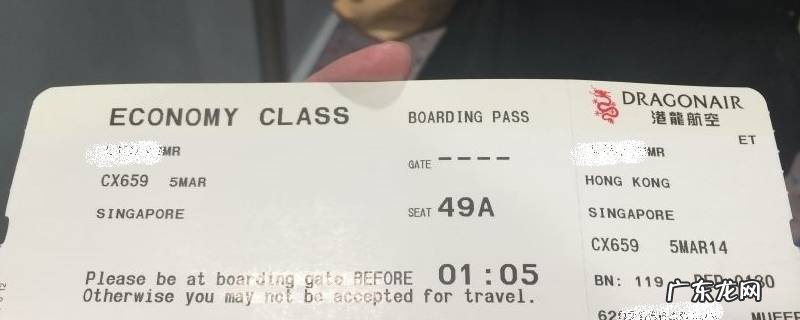 ECONOMY CLASS
BOARDING PASS
MR
GATE ----
CX659 5MAR
SEAT 49A
SINGAPORE
Please be at boarding gate BEFORE 01:05
Otherwise you may not be accepted for travel.
DRAGONAIR
港龍航空
ET
MR
HONG KONG
SINGAPORE
CX659 5MAR14
BN: 119
广东龙网